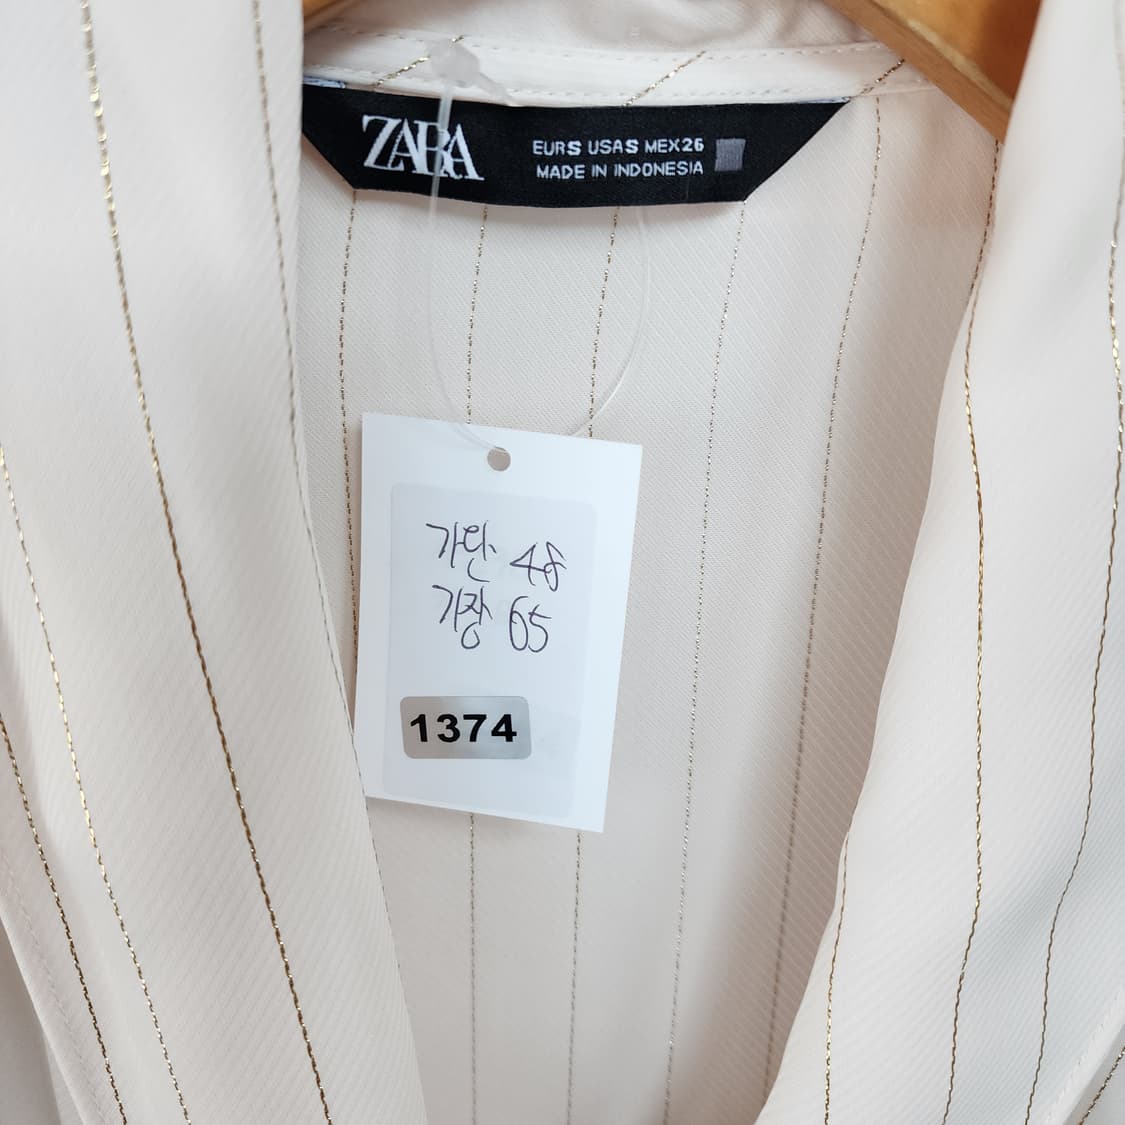 ZARA
EUR S USA S MEX 26
MADE IN INDONESIA
가단 48
기장 65
1374